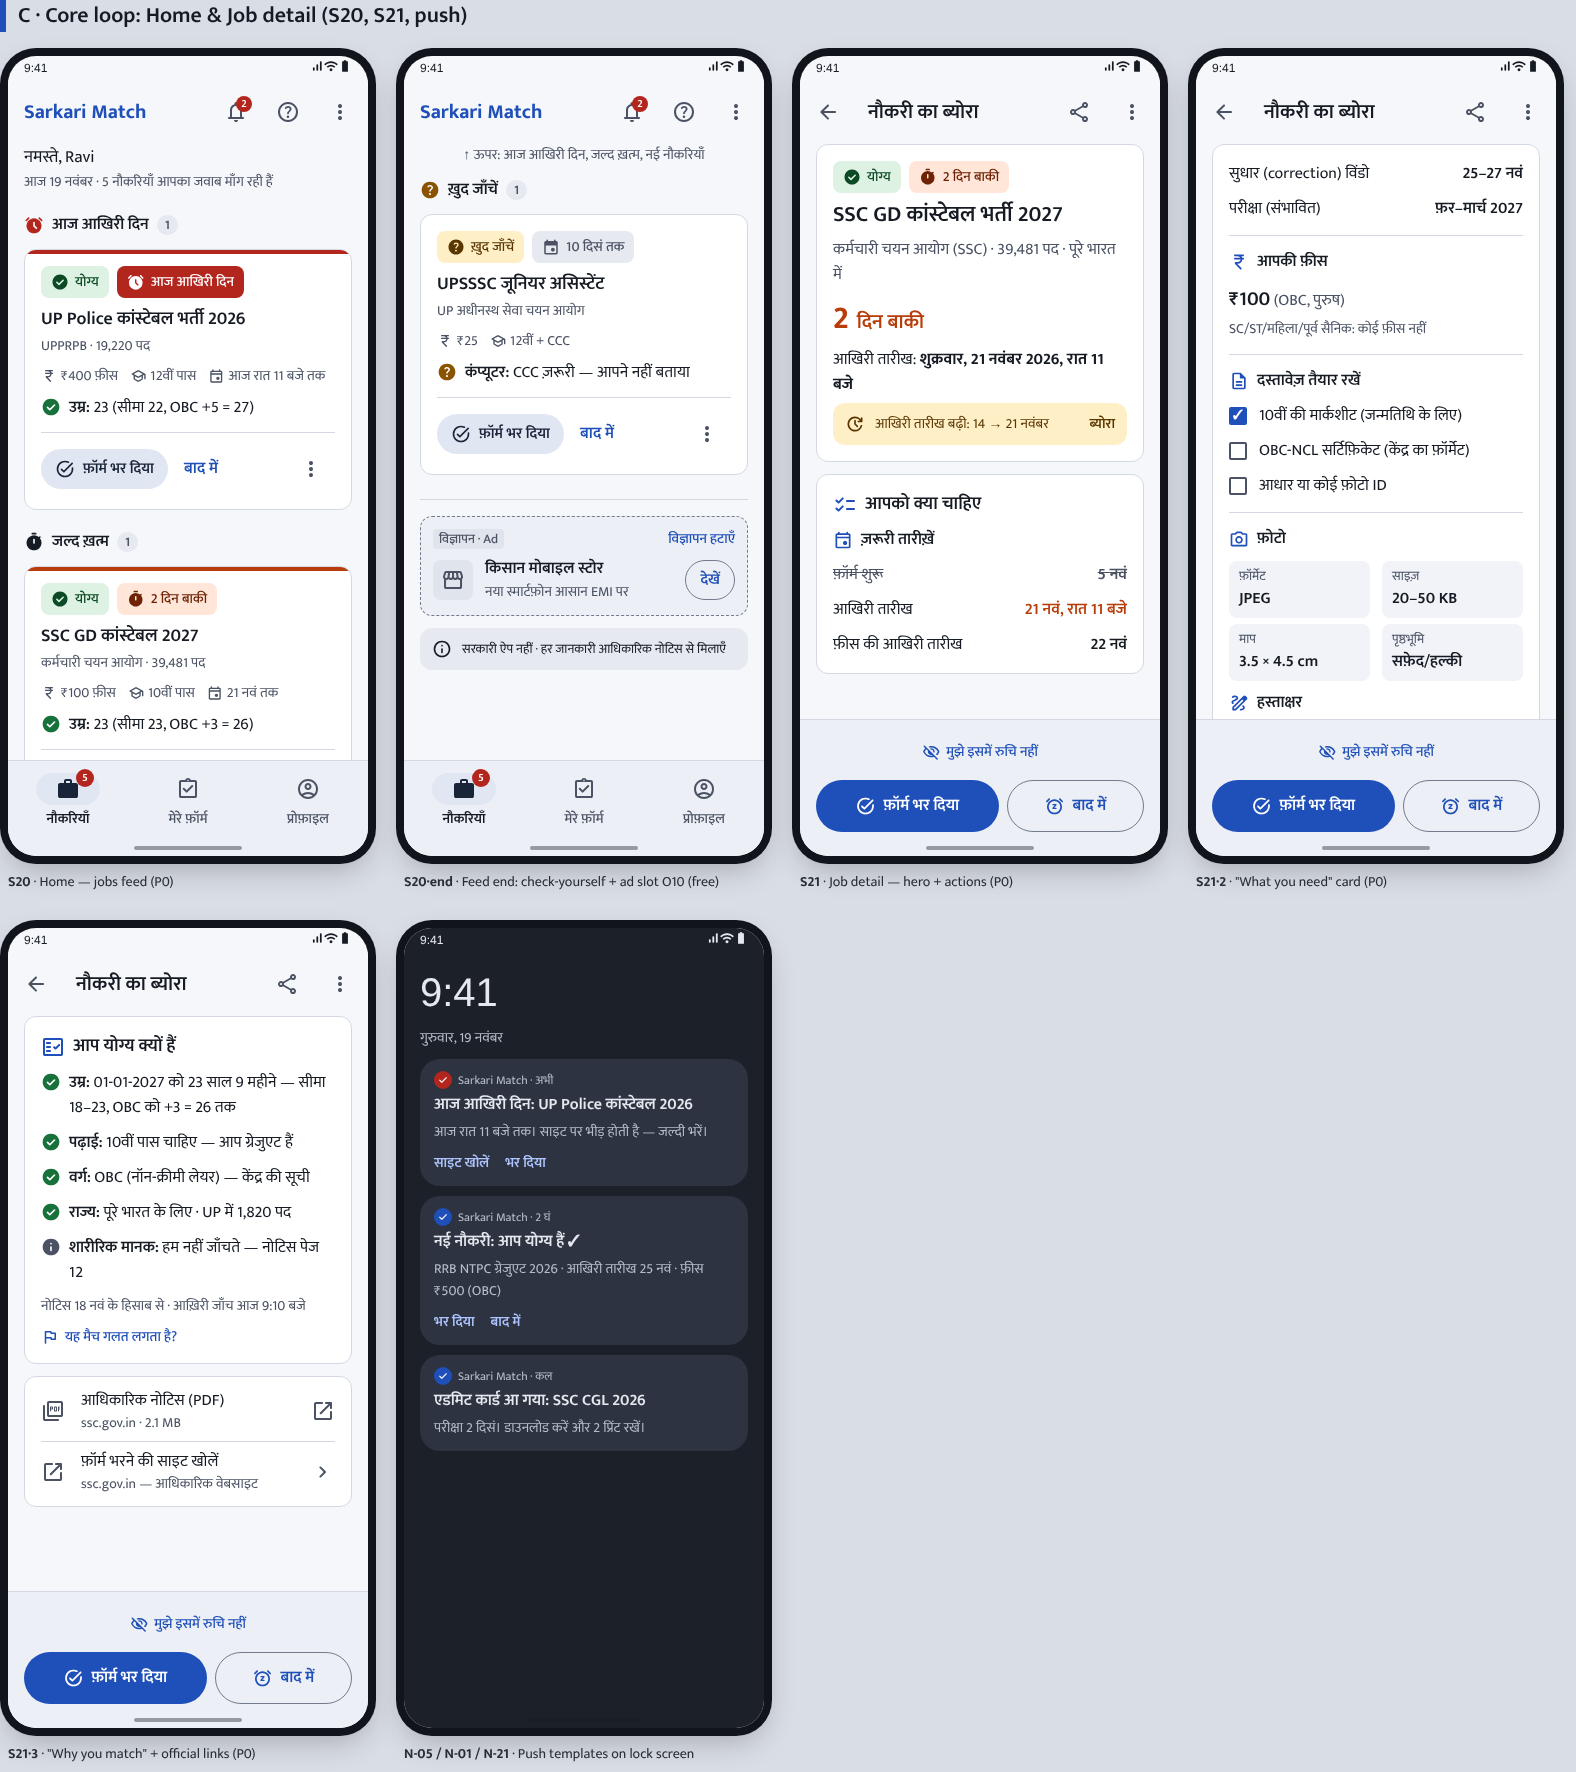 C · Core loop: Home & Job detail (S20, S21, push)
9:41
Sarkari Match
2
नमस्ते, Ravi
आज 19 नवंबर · 5 नौकरियाँ आपका जवाब माँग रही हैं
आज आखिरी दिन 1
योग्य
आज आखिरी दिन
UP Police कांस्टेबल भर्ती 2026
UPPRPB · 19,220 पद
₹400 फ़ीस 12वीं पास आज रात 11 बजे तक
उम्र: 23 (सीमा 22, OBC +5 = 27)
फ़ॉर्म भर दिया
बाद में
जल्द ख़त्म 1
योग्य
2 दिन बाकी
SSC GD कांस्टेबल 2027
कर्मचारी चयन आयोग · 39,481 पद
₹100 फ़ीस 10वीं पास 21 नवं तक
उम्र: 23 (सीमा 23, OBC +3 = 26)
5
नौकरियाँ
मेरे फ़ॉर्म
प्रोफ़ाइल
S20 · Home — jobs feed (P0)
9:41
Sarkari Match
2
↑ ऊपर: आज आखिरी दिन, जल्द ख़त्म, नई नौकरियाँ
ख़ुद जाँचें 1
ख़ुद जाँचें
10 दिसं तक
UPSSSC जूनियर असिस्टेंट
UP अधीनस्थ सेवा चयन आयोग
₹25 12वीं + CCC
कंप्यूटर: CCC ज़रूरी — आपने नहीं बताया
फ़ॉर्म भर दिया
बाद में
विज्ञापन · Ad
विज्ञापन हटाएँ
किसान मोबाइल स्टोर
नया स्मार्टफ़ोन आसान EMI पर
देखें
सरकारी ऐप नहीं · हर जानकारी आधिकारिक नोटिस से मिलाएँ
5
नौकरियाँ
मेरे फ़ॉर्म
प्रोफ़ाइल
S20·end · Feed end: check-yourself + ad slot O10 (free)
9:41
नौकरी का ब्योरा
योग्य
2 दिन बाकी
SSC GD कांस्टेबल भर्ती 2027
कर्मचारी चयन आयोग (SSC) · 39,481 पद · पूरे भारत
में
2 दिन बाकी
आखिरी तारीख: शुक्रवार, 21 नवंबर 2026, रात 11
बजे
आखिरी तारीख बढ़ी: 14 → 21 नवंबर
ब्योरा
आपको क्या चाहिए
ज़रूरी तारीख़ें
फ़ॉर्म शुरू 5 नवं
आखिरी तारीख 21 नवं, रात 11 बजे
फ़ीस की आखिरी तारीख 22 नवं
मुझे इसमें रुचि नहीं
फ़ॉर्म भर दिया
बाद में
S21 · Job detail — hero + actions (P0)
9:41
नौकरी का ब्योरा
सुधार (correction) विंडो 25–27 नवं
परीक्षा (संभावित) फ़र–मार्च 2027
₹ आपकी फ़ीस
₹100 (OBC, पुरुष)
SC/ST/महिला/पूर्व सैनिक: कोई फ़ीस नहीं
दस्तावेज़ तैयार रखें
10वीं की मार्कशीट (जन्मतिथि के लिए)
OBC-NCL सर्टिफ़िकेट (केंद्र का फ़ॉर्मेट)
आधार या कोई फ़ोटो ID
फ़ोटो
फ़ॉर्मेट
JPEG
साइज़
20–50 KB
माप
3.5 × 4.5 cm
पृष्ठभूमि
सफ़ेद/हल्की
हस्ताक्षर
मुझे इसमें रुचि नहीं
फ़ॉर्म भर दिया
बाद में
S21·2 · "What you need" card (P0)
9:41
नौकरी का ब्योरा
आप योग्य क्यों हैं
उम्र: 01-01-2027 को 23 साल 9 महीने — सीमा
18–23, OBC को +3 = 26 तक
पढ़ाई: 10वीं पास चाहिए — आप ग्रेजुएट हैं
वर्ग: OBC (नॉन-क्रीमी लेयर) — केंद्र की सूची
राज्य: पूरे भारत के लिए · UP में 1,820 पद
शारीरिक मानक: हम नहीं जाँचते — नोटिस पेज
12
नोटिस 18 नवं के हिसाब से · आख़िरी जाँच आज 9:10 बजे
यह मैच गलत लगता है?
PDF
आधिकारिक नोटिस (PDF)
ssc.gov.in · 2.1 MB
फ़ॉर्म भरने की साइट खोलें
ssc.gov.in — आधिकारिक वेबसाइट
मुझे इसमें रुचि नहीं
फ़ॉर्म भर दिया
बाद में
S21·3 · "Why you match" + official links (P0)
9:41
9:41
गुरुवार, 19 नवंबर
Sarkari Match · अभी
आज आखिरी दिन: UP Police कांस्टेबल 2026
आज रात 11 बजे तक। साइट पर भीड़ होती है — जल्दी भरें।
साइट खोलें भर दिया
Sarkari Match · 2 घं
नई नौकरी: आप योग्य हैं ✓
RRB NTPC ग्रेजुएट 2026 · आखिरी तारीख 25 नवं · फ़ीस
₹500 (OBC)
भर दिया बाद में
Sarkari Match · कल
एडमिट कार्ड आ गया: SSC CGL 2026
परीक्षा 2 दिसं। डाउनलोड करें और 2 प्रिंट रखें।
N-05 / N-01 / N-21 · Push templates on lock screen